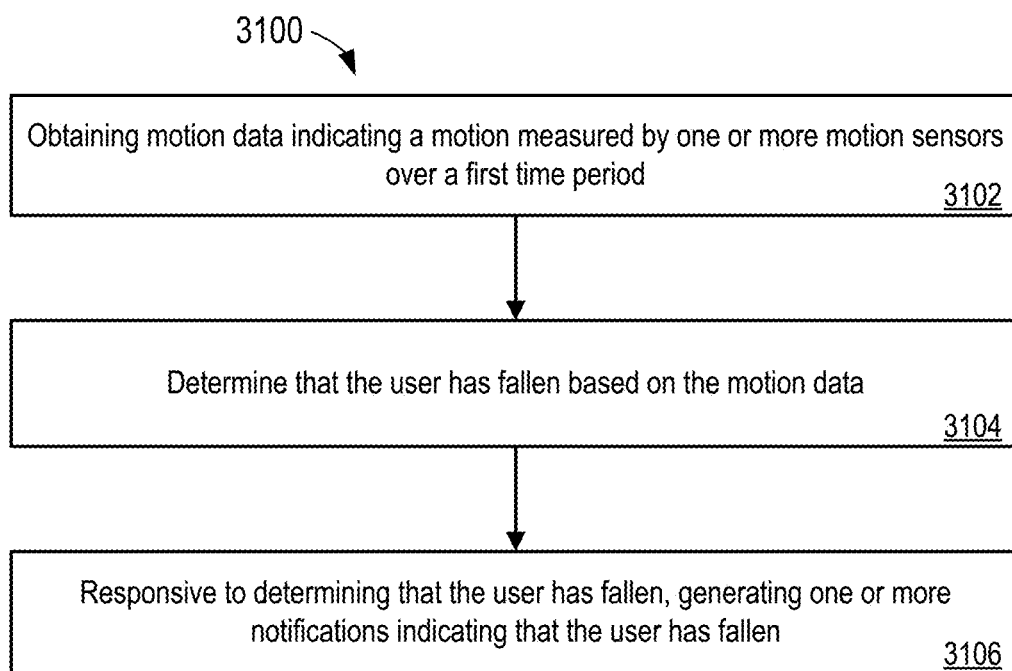 3100
Obtaining motion data indicating a motion measured by one or more motion sensors
over a first time period
3102
Determine that the user has fallen based on the motion data
3104
Responsive to determining that the user has fallen, generating one or more
notifications indicating that the user has fallen
3106